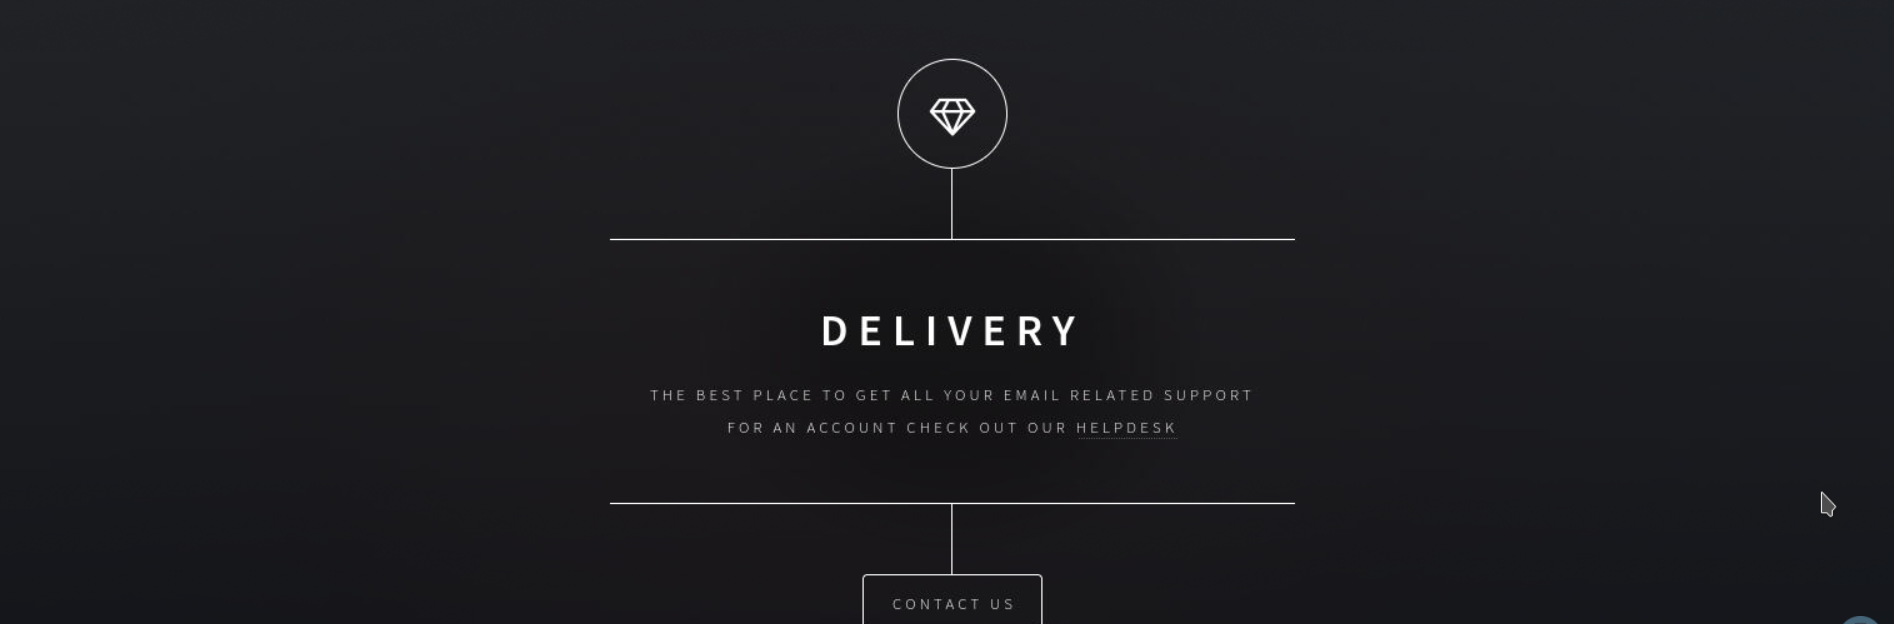 DELIVERY
THE BEST PLACE TO GET ALL YOUR EMAIL RELATED SUPPORT
FOR AN ACCOUNT CHECK OUT OUR HELPDESK
CONTACT US